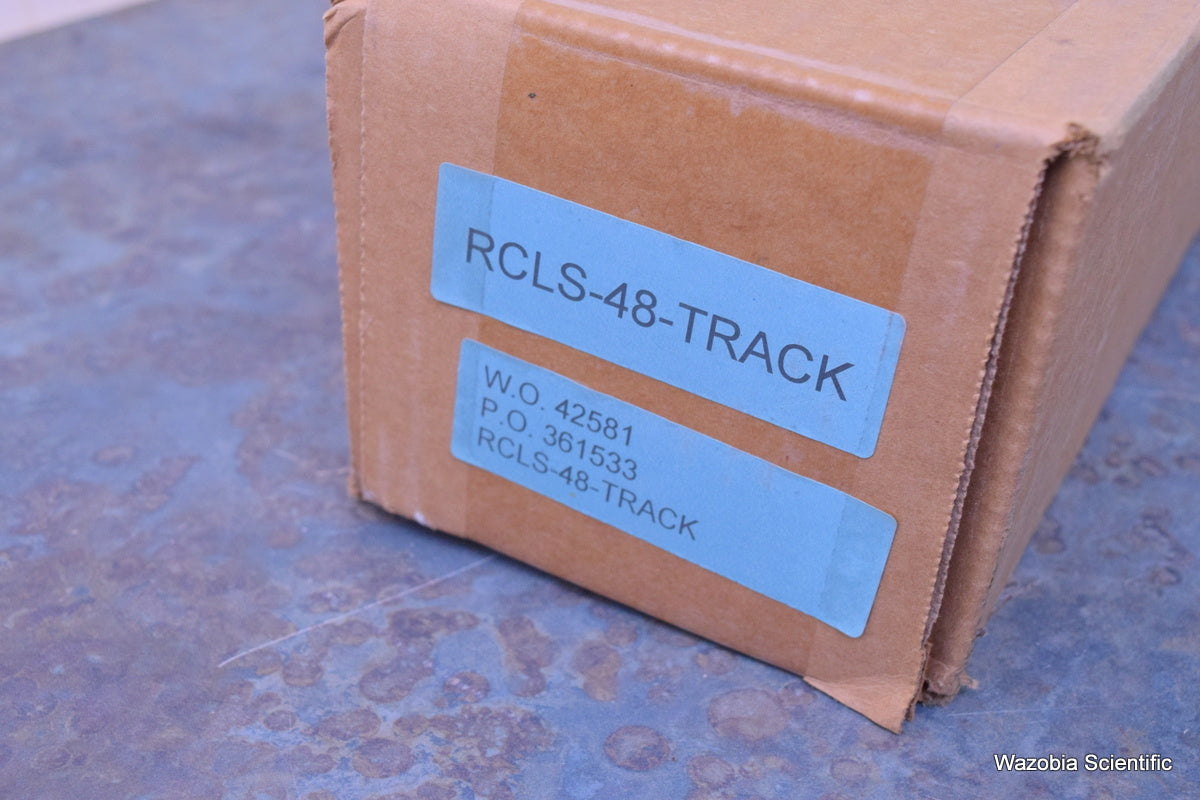 RCLS-48-TRACK
W.O. 42581
P.O. 361533
RCLS-48-TRACK
Wazobia Scientific